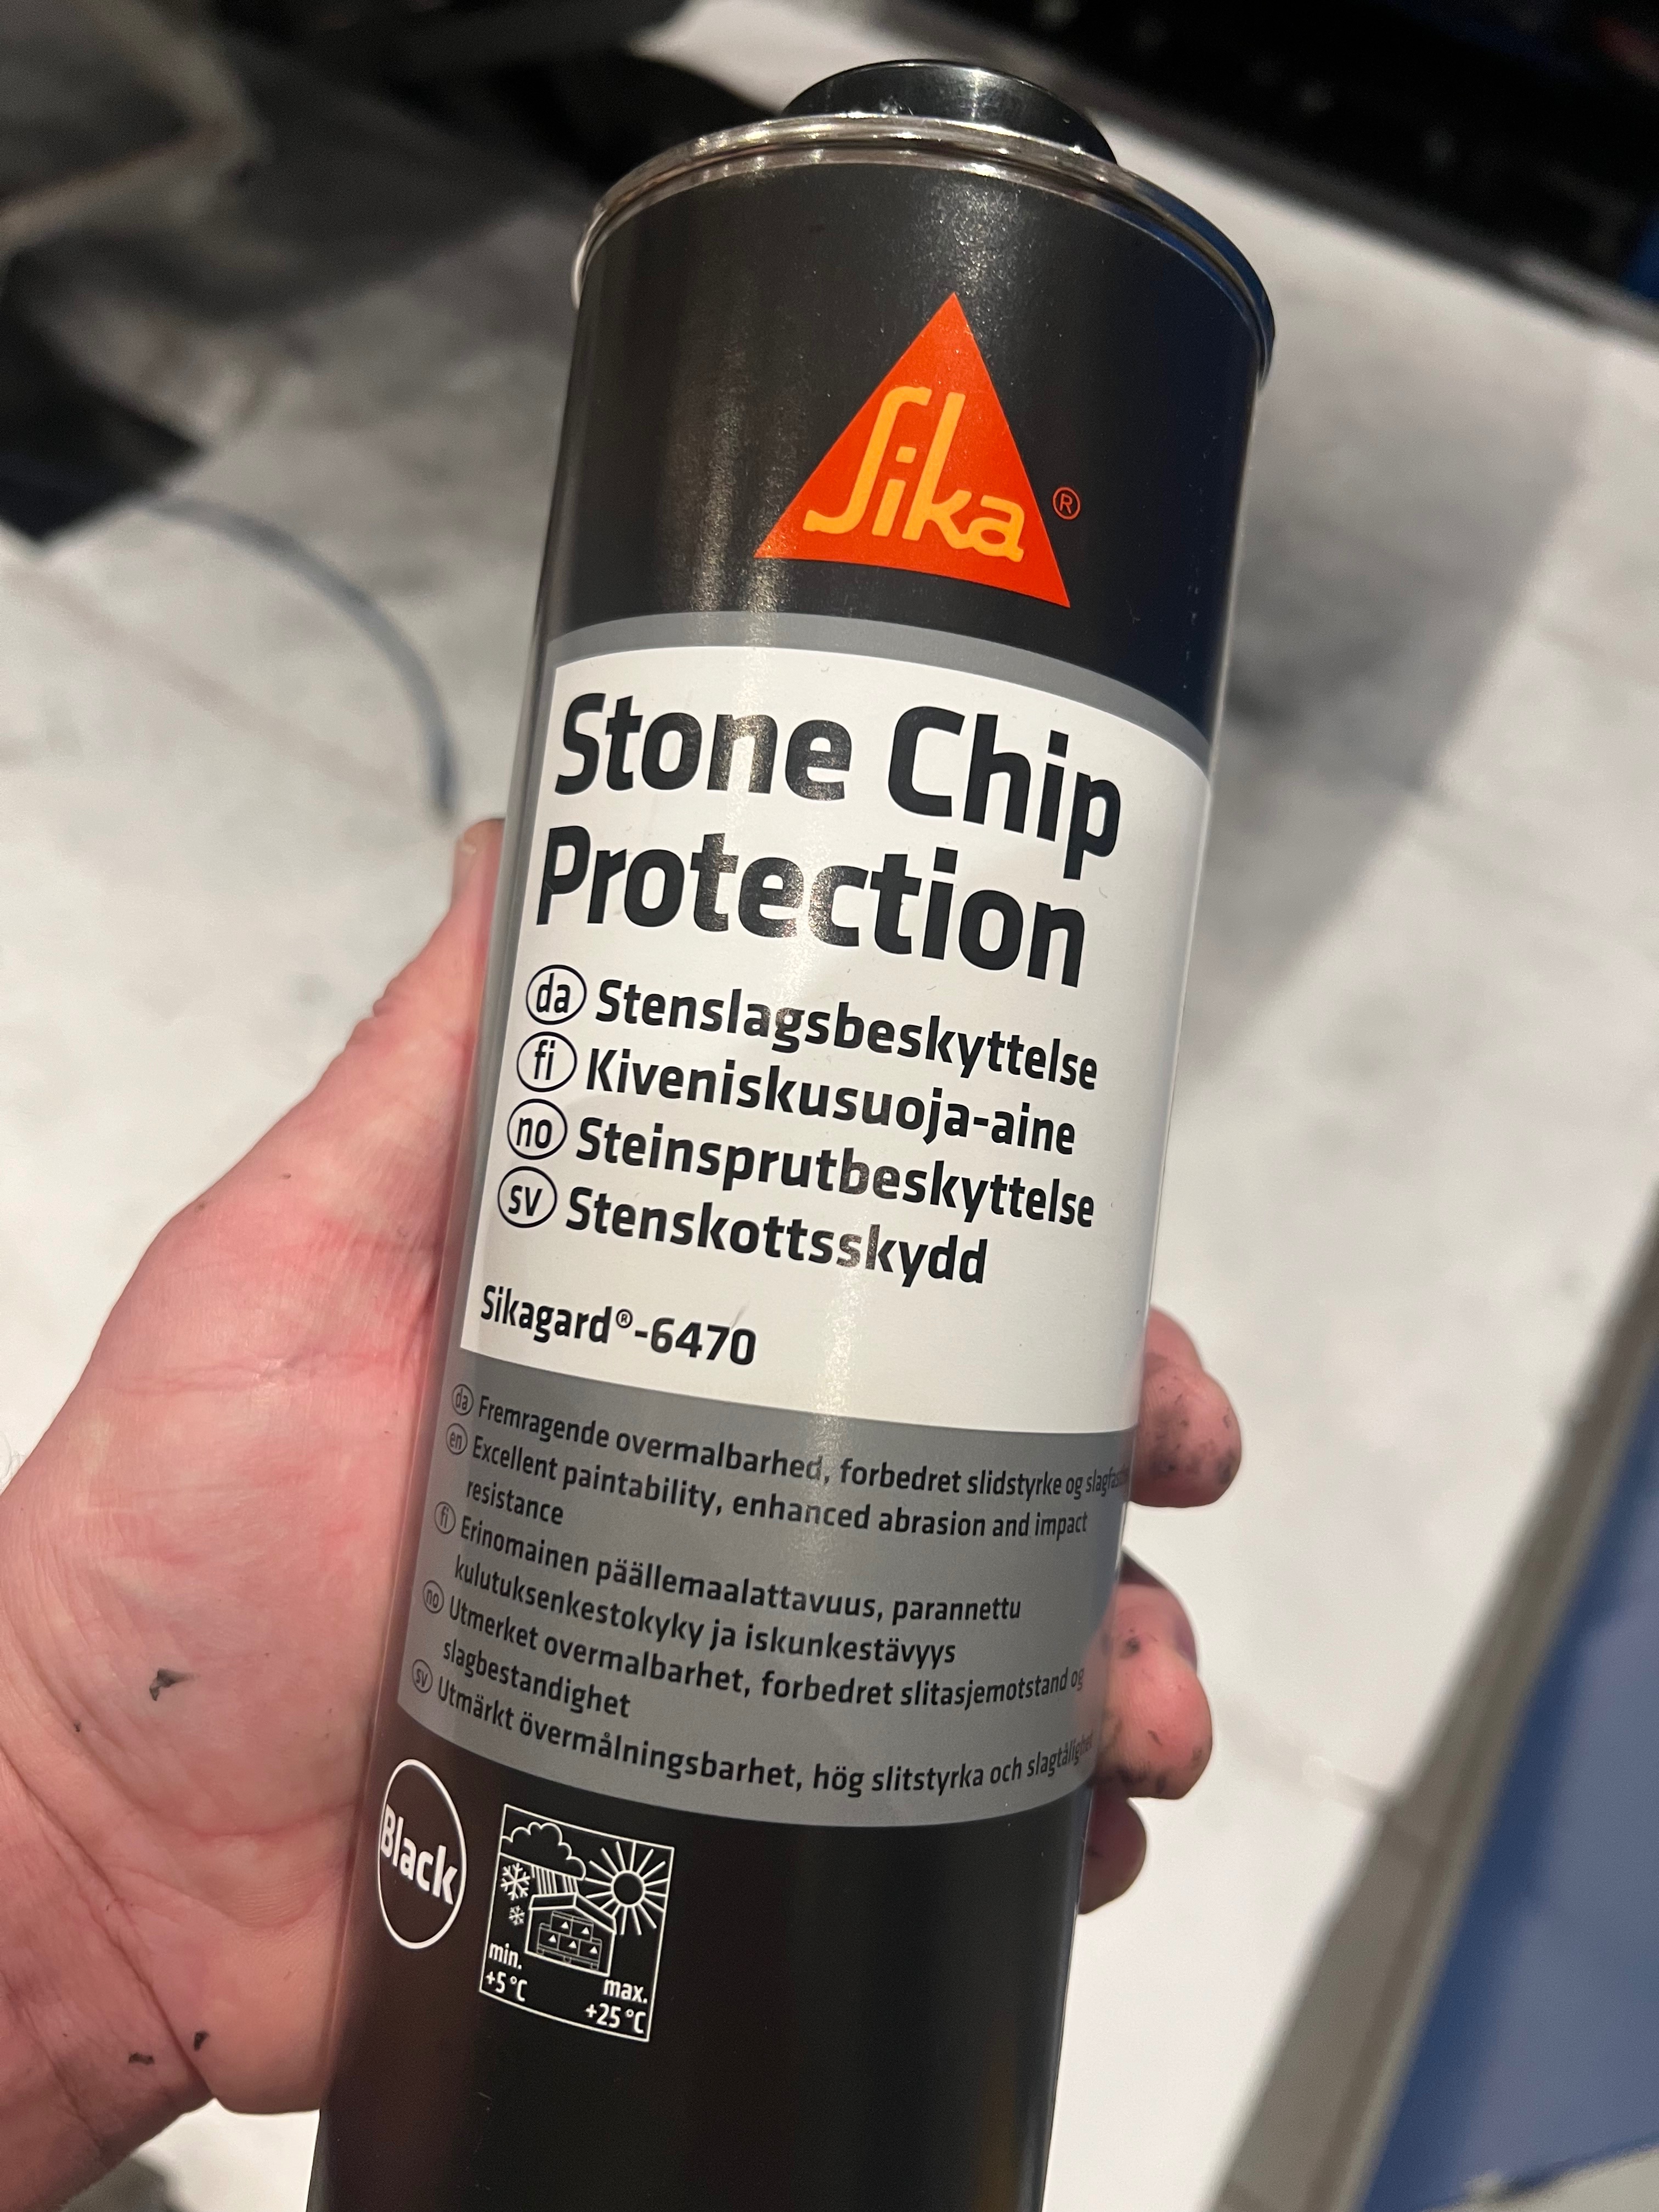 Sika®
Stone Chip
Protection
da Stenslagsbeskyttelse
fi Kiveniskusuoja-aine
no Steinsprutbeskyttelse
sv Stenskottsskydd
Sikagard®-6470
da Fremragende overmalbarhed, forbedret slidstyrke og
en Excellent paintability, enhanced abrasion and impact
resistance
fi Erinomainen päällemaalattavuus, parannettu
kulutuksenkestokyky ja iskunkestävyys
no Utmerket overmalbarhet, forbedret slitasjemotstand og
slagbestandighet
sv Utmärkt övermålningsbarhet, hög slitstyrka och slagtålighet
Black
min.
+5 °C
max.
+25 °C